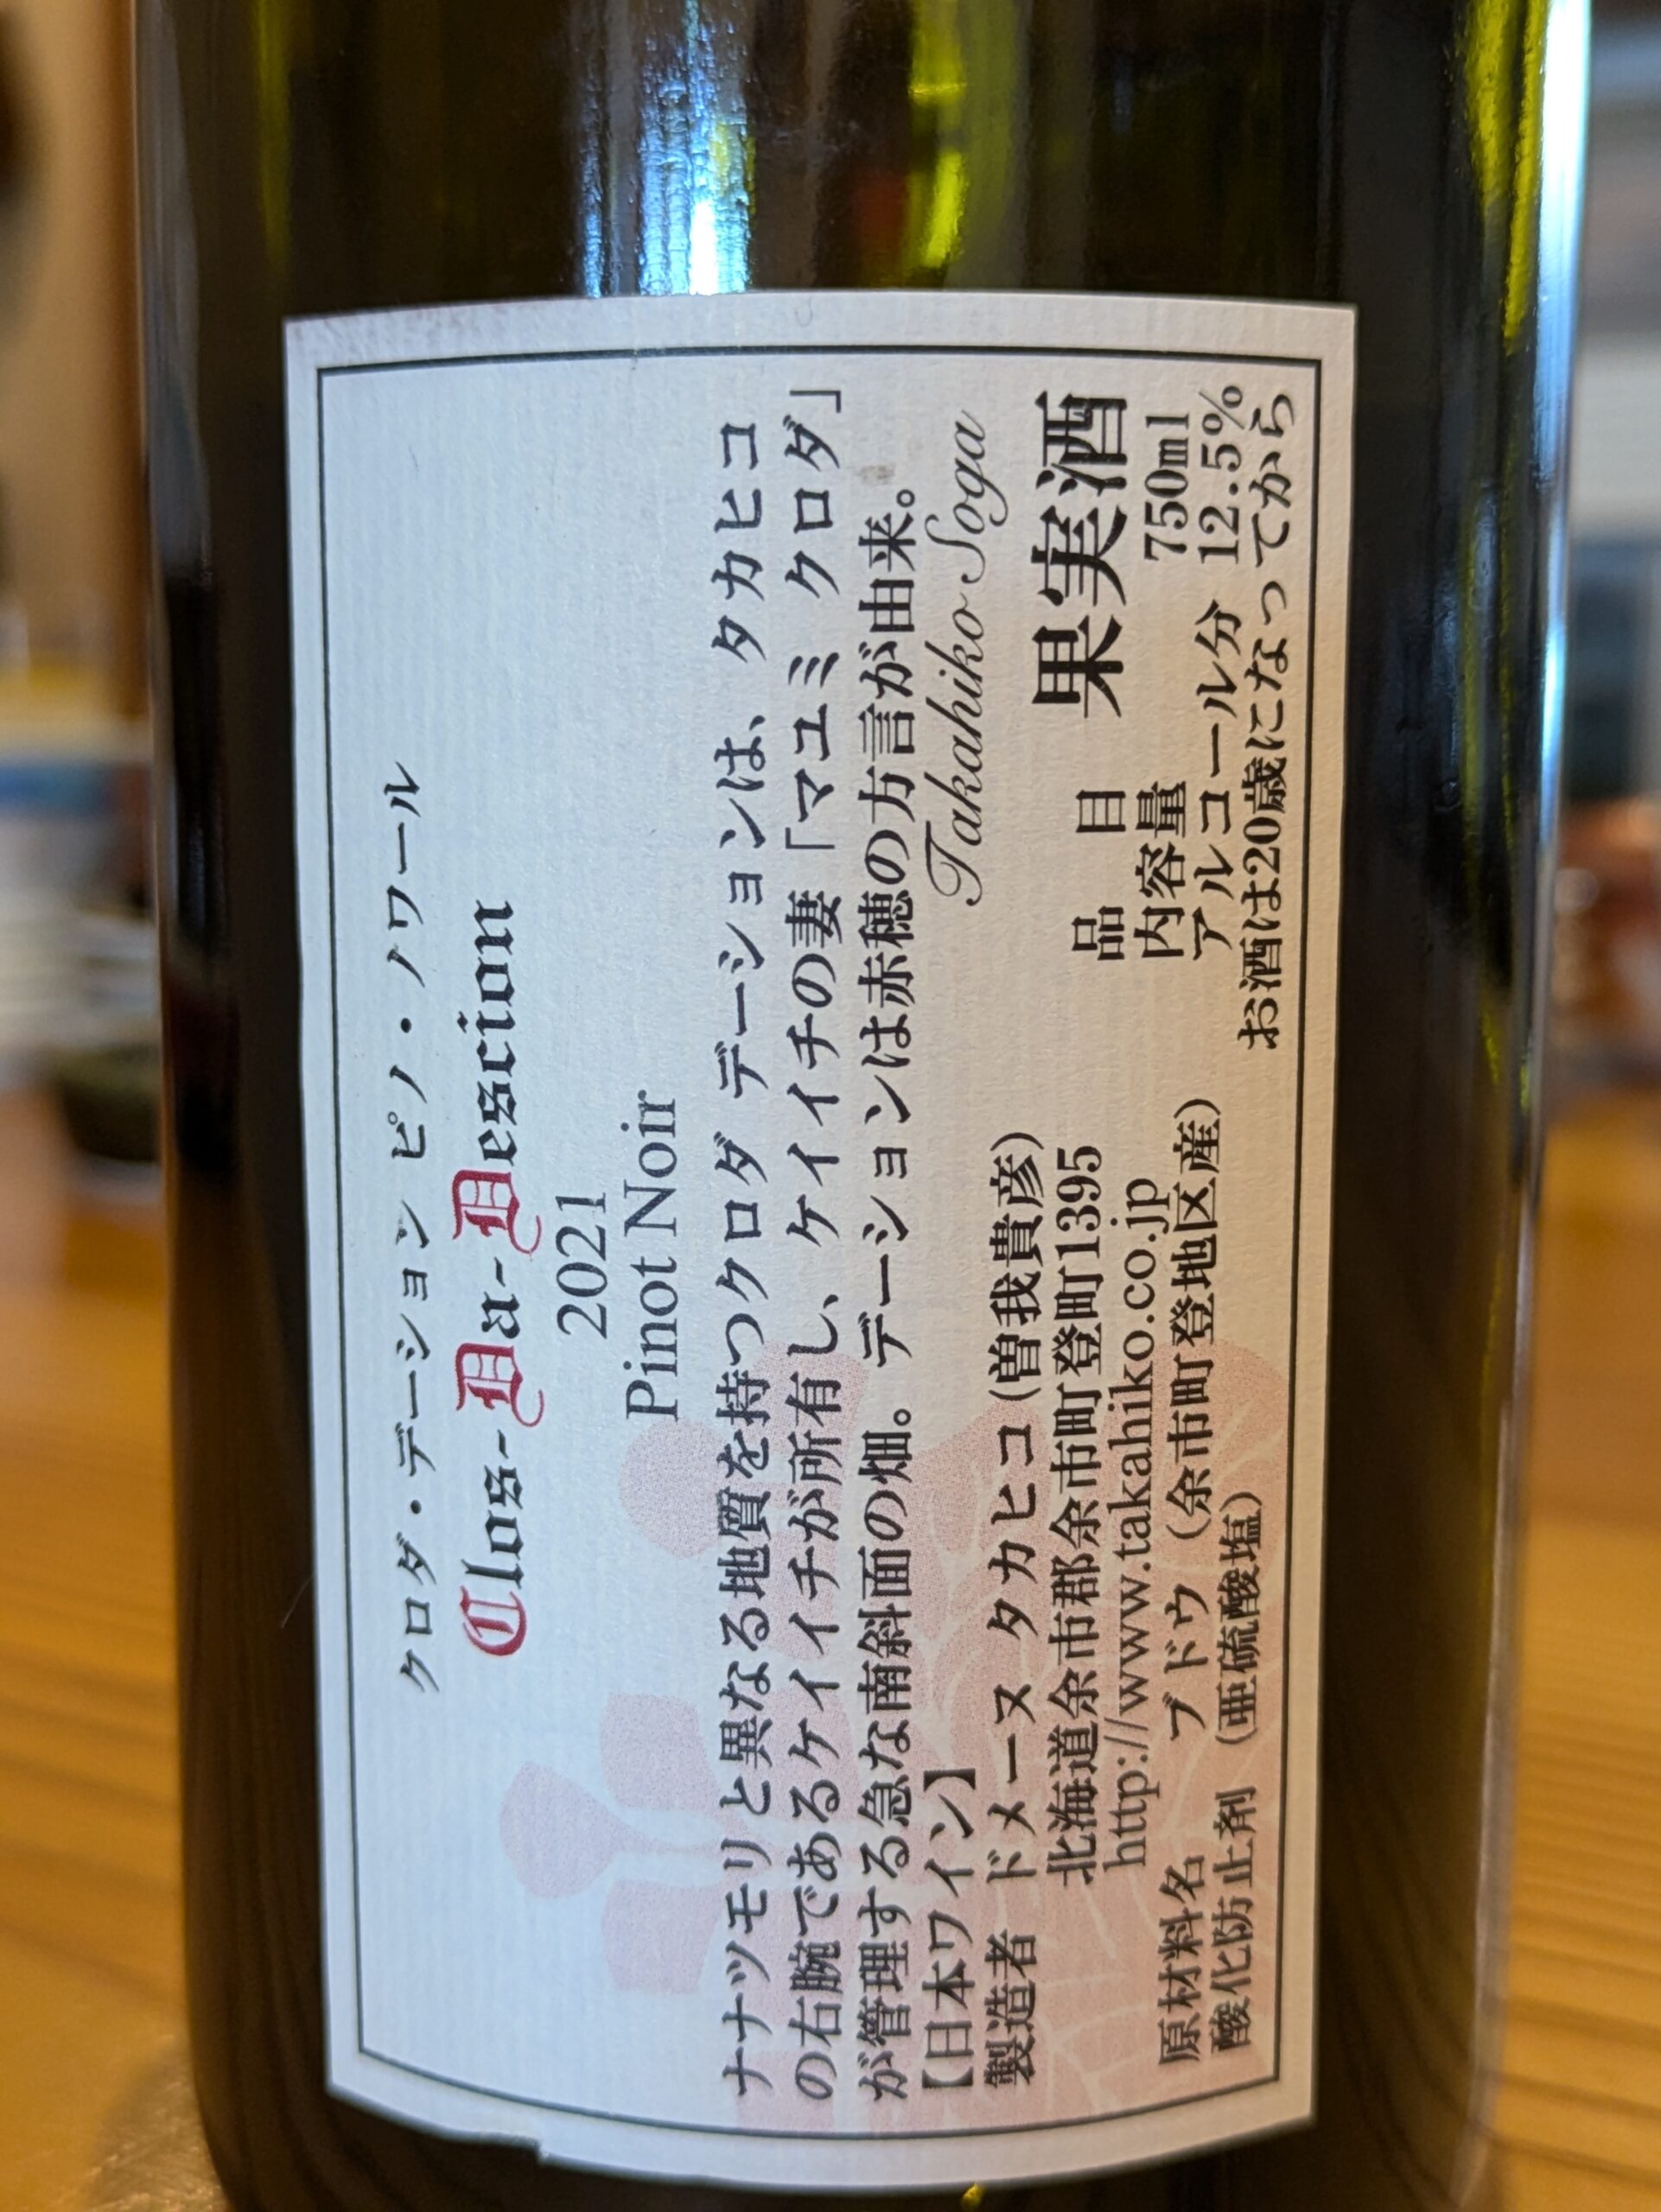 クロダ・デーション ピノ・ノワール
Clos-Da-Descion
2021
Pinot Noir
ナナツモリと異なる地質を持つクロダ デーションは、タカヒコ
の右腕であるケイイチが所有し、ケイイチの妻「マユミ クロダ」
が管理する急な南斜面の畑。デーションは赤穂の方言が由来。
【日本ワイン】 Takahiko Soga
製造者 ドメーヌ タカヒコ(曽我貴彦)
北海道余市郡余市町登町1395
http://www.takahiko.co.jp
原材料名 ブドウ (余市町登地区産)
酸化防止剤 (亜硫酸塩)
品目 果実酒
内容量 750ml
アルコール分 12.5%
お酒は20歳になってから